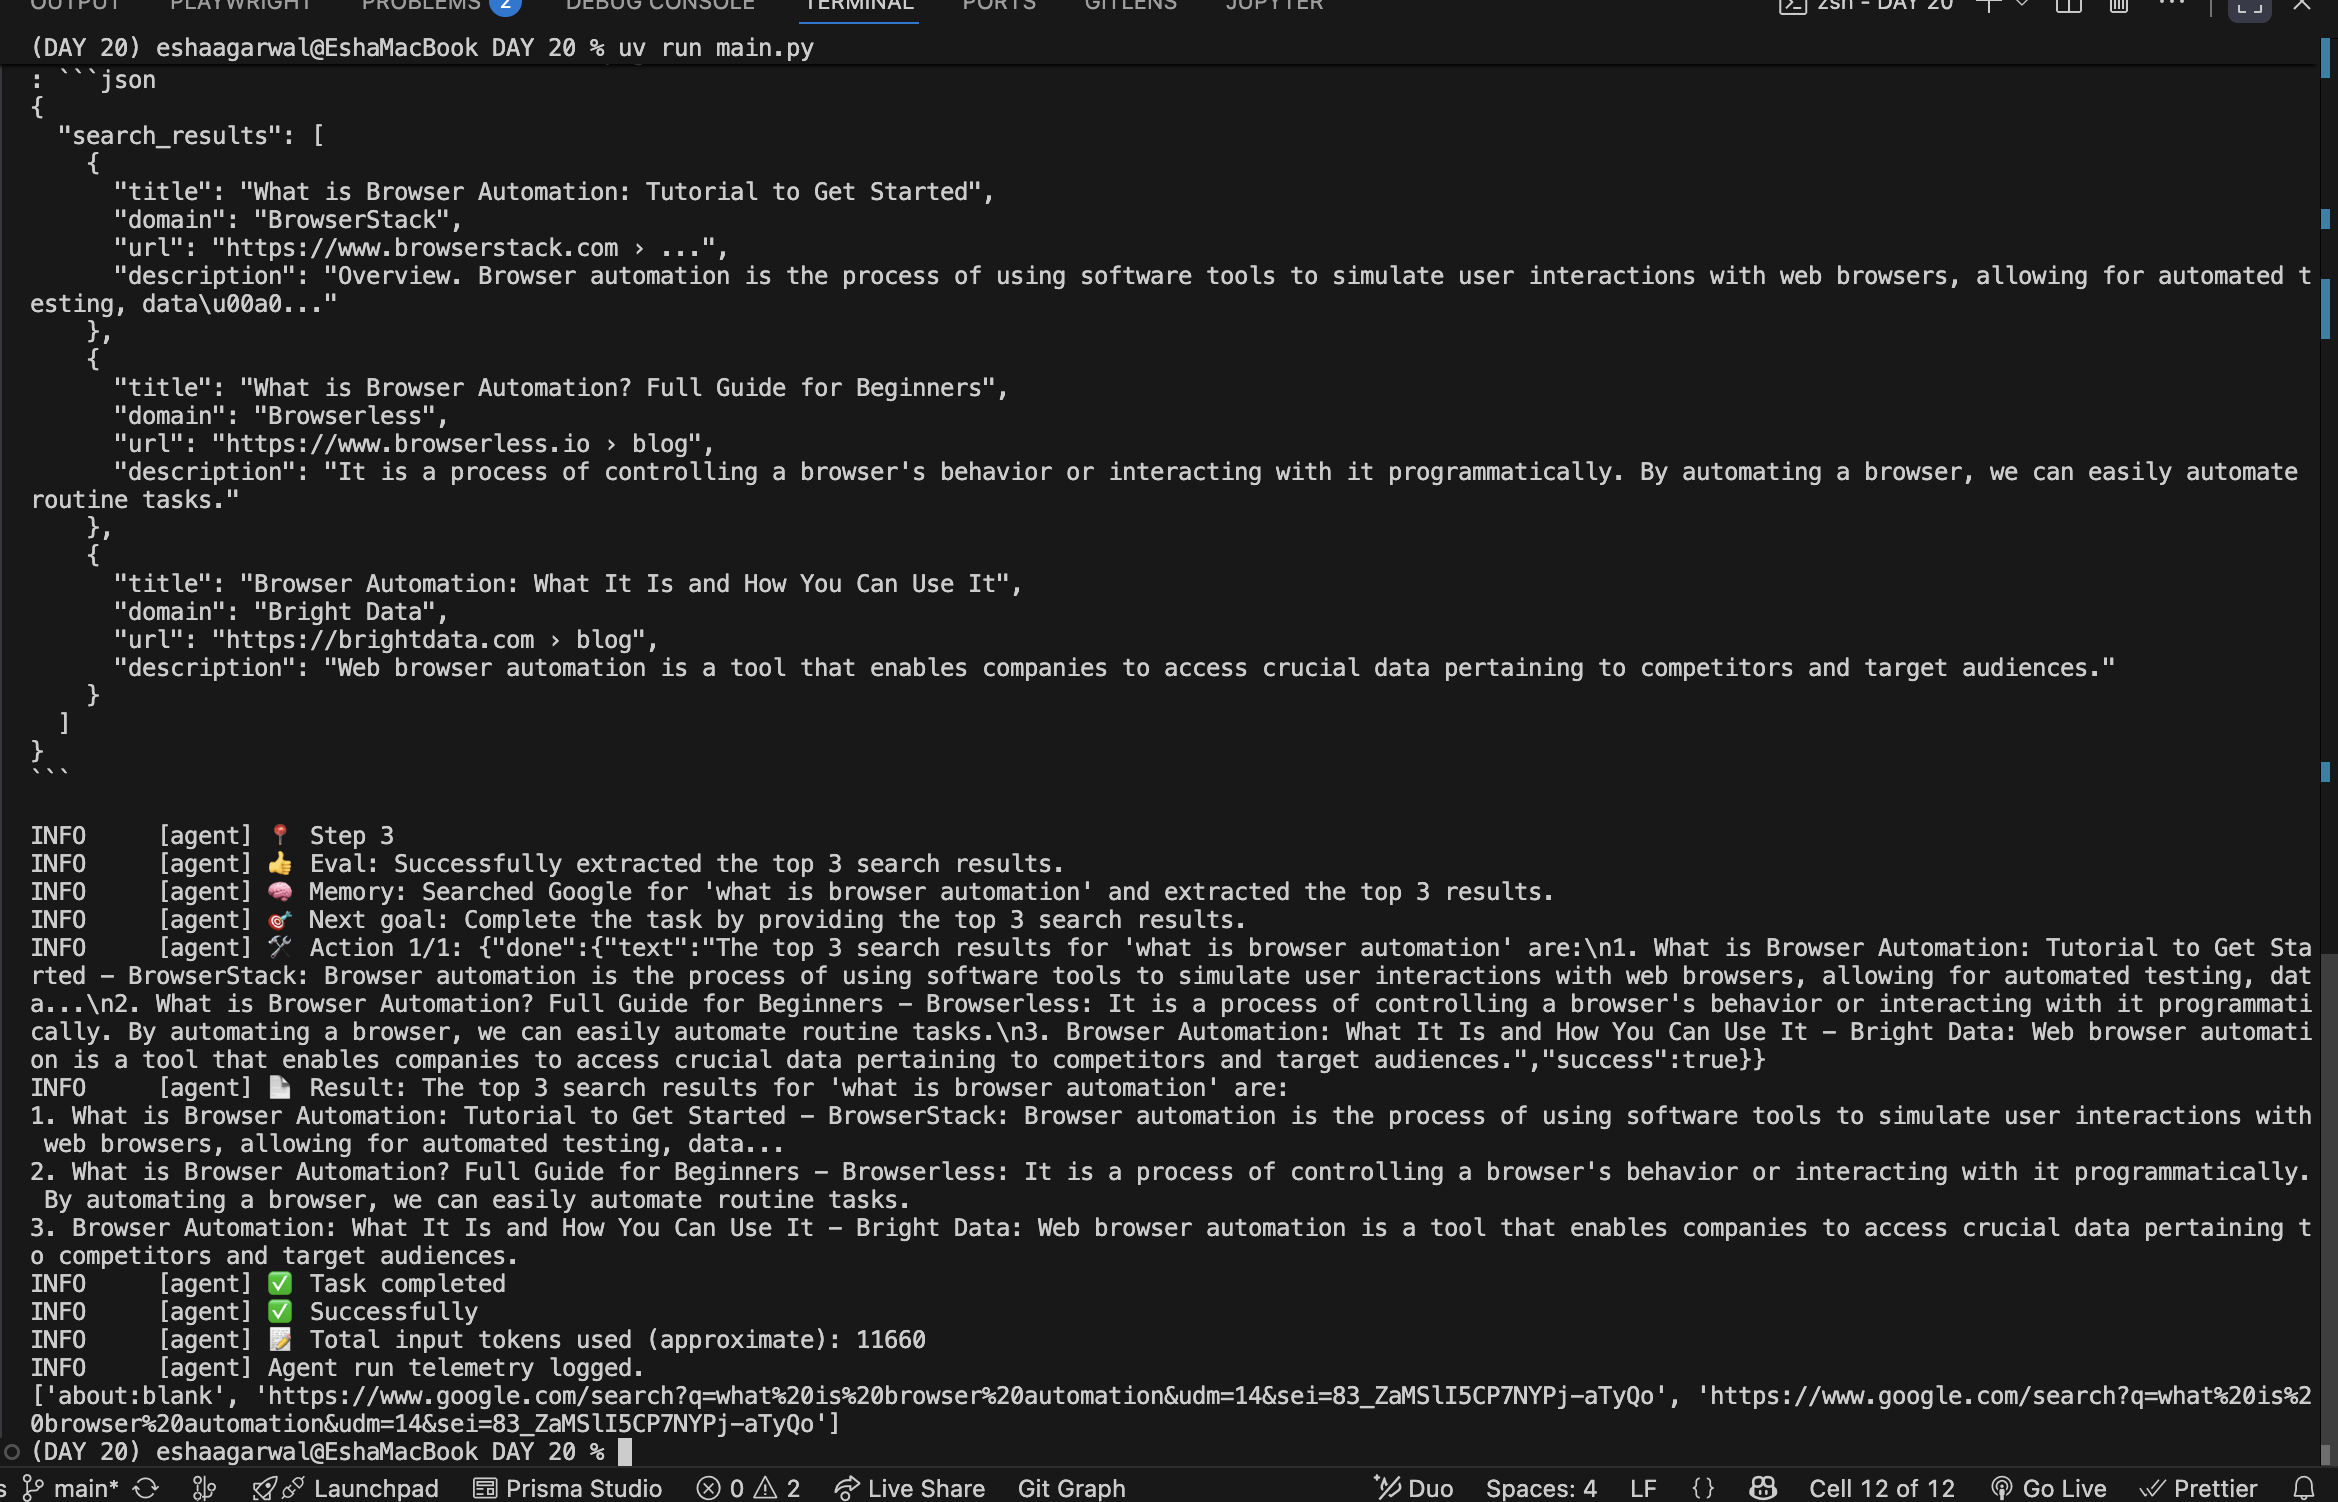 OUTPUT PLAYWRIGHT PROBLEMS 2 DEBUG CONSOLE TERMINAL PORTS GITLENS JUPYTER zsh - DAY 20
(DAY 20) eshaagarwal@EshaMacBook DAY 20 % uv run main.py
: ```json
{
  "search_results": [
    {
      "title": "What is Browser Automation: Tutorial to Get Started",
      "domain": "BrowserStack",
      "url": "https://www.browserstack.com › ...",
      "description": "Overview. Browser automation is the process of using software tools to simulate user interactions with web browsers, allowing for automated t
esting, data\u00a0..."
    },
    {
      "title": "What is Browser Automation? Full Guide for Beginners",
      "domain": "Browserless",
      "url": "https://www.browserless.io › blog",
      "description": "It is a process of controlling a browser's behavior or interacting with it programmatically. By automating a browser, we can easily automate
routine tasks."
    },
    {
      "title": "Browser Automation: What It Is and How You Can Use It",
      "domain": "Bright Data",
      "url": "https://brightdata.com › blog",
      "description": "Web browser automation is a tool that enables companies to access crucial data pertaining to competitors and target audiences."
    }
  ]
}
```
INFO     [agent] 📍 Step 3
INFO     [agent] 👍 Eval: Successfully extracted the top 3 search results.
INFO     [agent] 🧠 Memory: Searched Google for 'what is browser automation' and extracted the top 3 results.
INFO     [agent] 🎯 Next goal: Complete the task by providing the top 3 search results.
INFO     [agent] 🛠️ Action 1/1: {"done":{"text":"The top 3 search results for 'what is browser automation' are:\n1. What is Browser Automation: Tutorial to Get Sta
rted - BrowserStack: Browser automation is the process of using software tools to simulate user interactions with web browsers, allowing for automated testing, dat
a...\n2. What is Browser Automation? Full Guide for Beginners - Browserless: It is a process of controlling a browser's behavior or interacting with it programmati
cally. By automating a browser, we can easily automate routine tasks.\n3. Browser Automation: What It Is and How You Can Use It - Bright Data: Web browser automati
on is a tool that enables companies to access crucial data pertaining to competitors and target audiences.","success":true}}
INFO     [agent] 📄 Result: The top 3 search results for 'what is browser automation' are:
1. What is Browser Automation: Tutorial to Get Started - BrowserStack: Browser automation is the process of using software tools to simulate user interactions with
 web browsers, allowing for automated testing, data...
2. What is Browser Automation? Full Guide for Beginners - Browserless: It is a process of controlling a browser's behavior or interacting with it programmatically.
 By automating a browser, we can easily automate routine tasks.
3. Browser Automation: What It Is and How You Can Use It - Bright Data: Web browser automation is a tool that enables companies to access crucial data pertaining t
o competitors and target audiences.
INFO     [agent] ✅ Task completed
INFO     [agent] ✅ Successfully
INFO     [agent] 📝 Total input tokens used (approximate): 11660
INFO     [agent] Agent run telemetry logged.
['about:blank', 'https://www.google.com/search?q=what%20is%20browser%20automation&udm=14&sei=83_ZaMSlI5CP7NYPj-aTyQo', 'https://www.google.com/search?q=what%20is%2
0browser%20automation&udm=14&sei=83_ZaMSlI5CP7NYPj-aTyQo']
(DAY 20) eshaagarwal@EshaMacBook DAY 20 %
s main* Launchpad Prisma Studio 0 2 Live Share Git Graph Duo Spaces: 4 LF {} Cell 12 of 12 Go Live Prettier